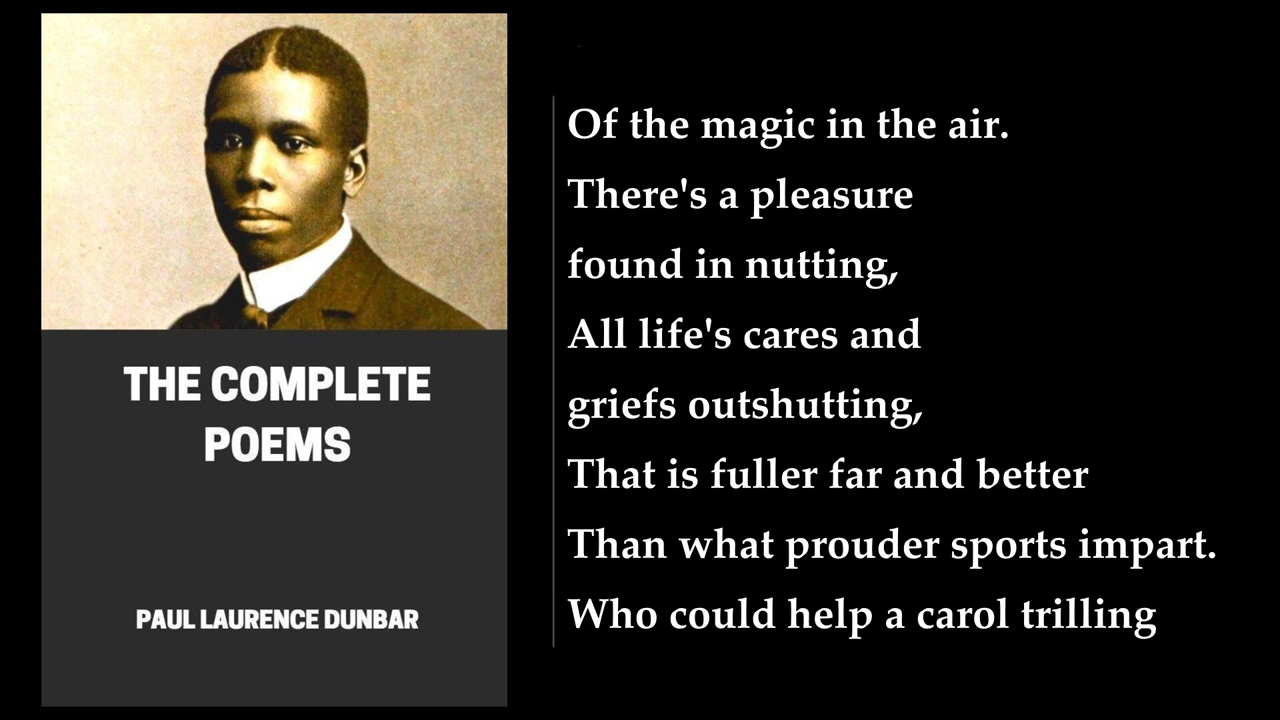 THE COMPLETE
POEMS
PAUL LAURENCE DUNBAR
Of the magic in the air.
There's a pleasure
found in nutting,
All life's cares and
griefs outshutting,
That is fuller far and better
Than what prouder sports impart.
Who could help a carol trilling